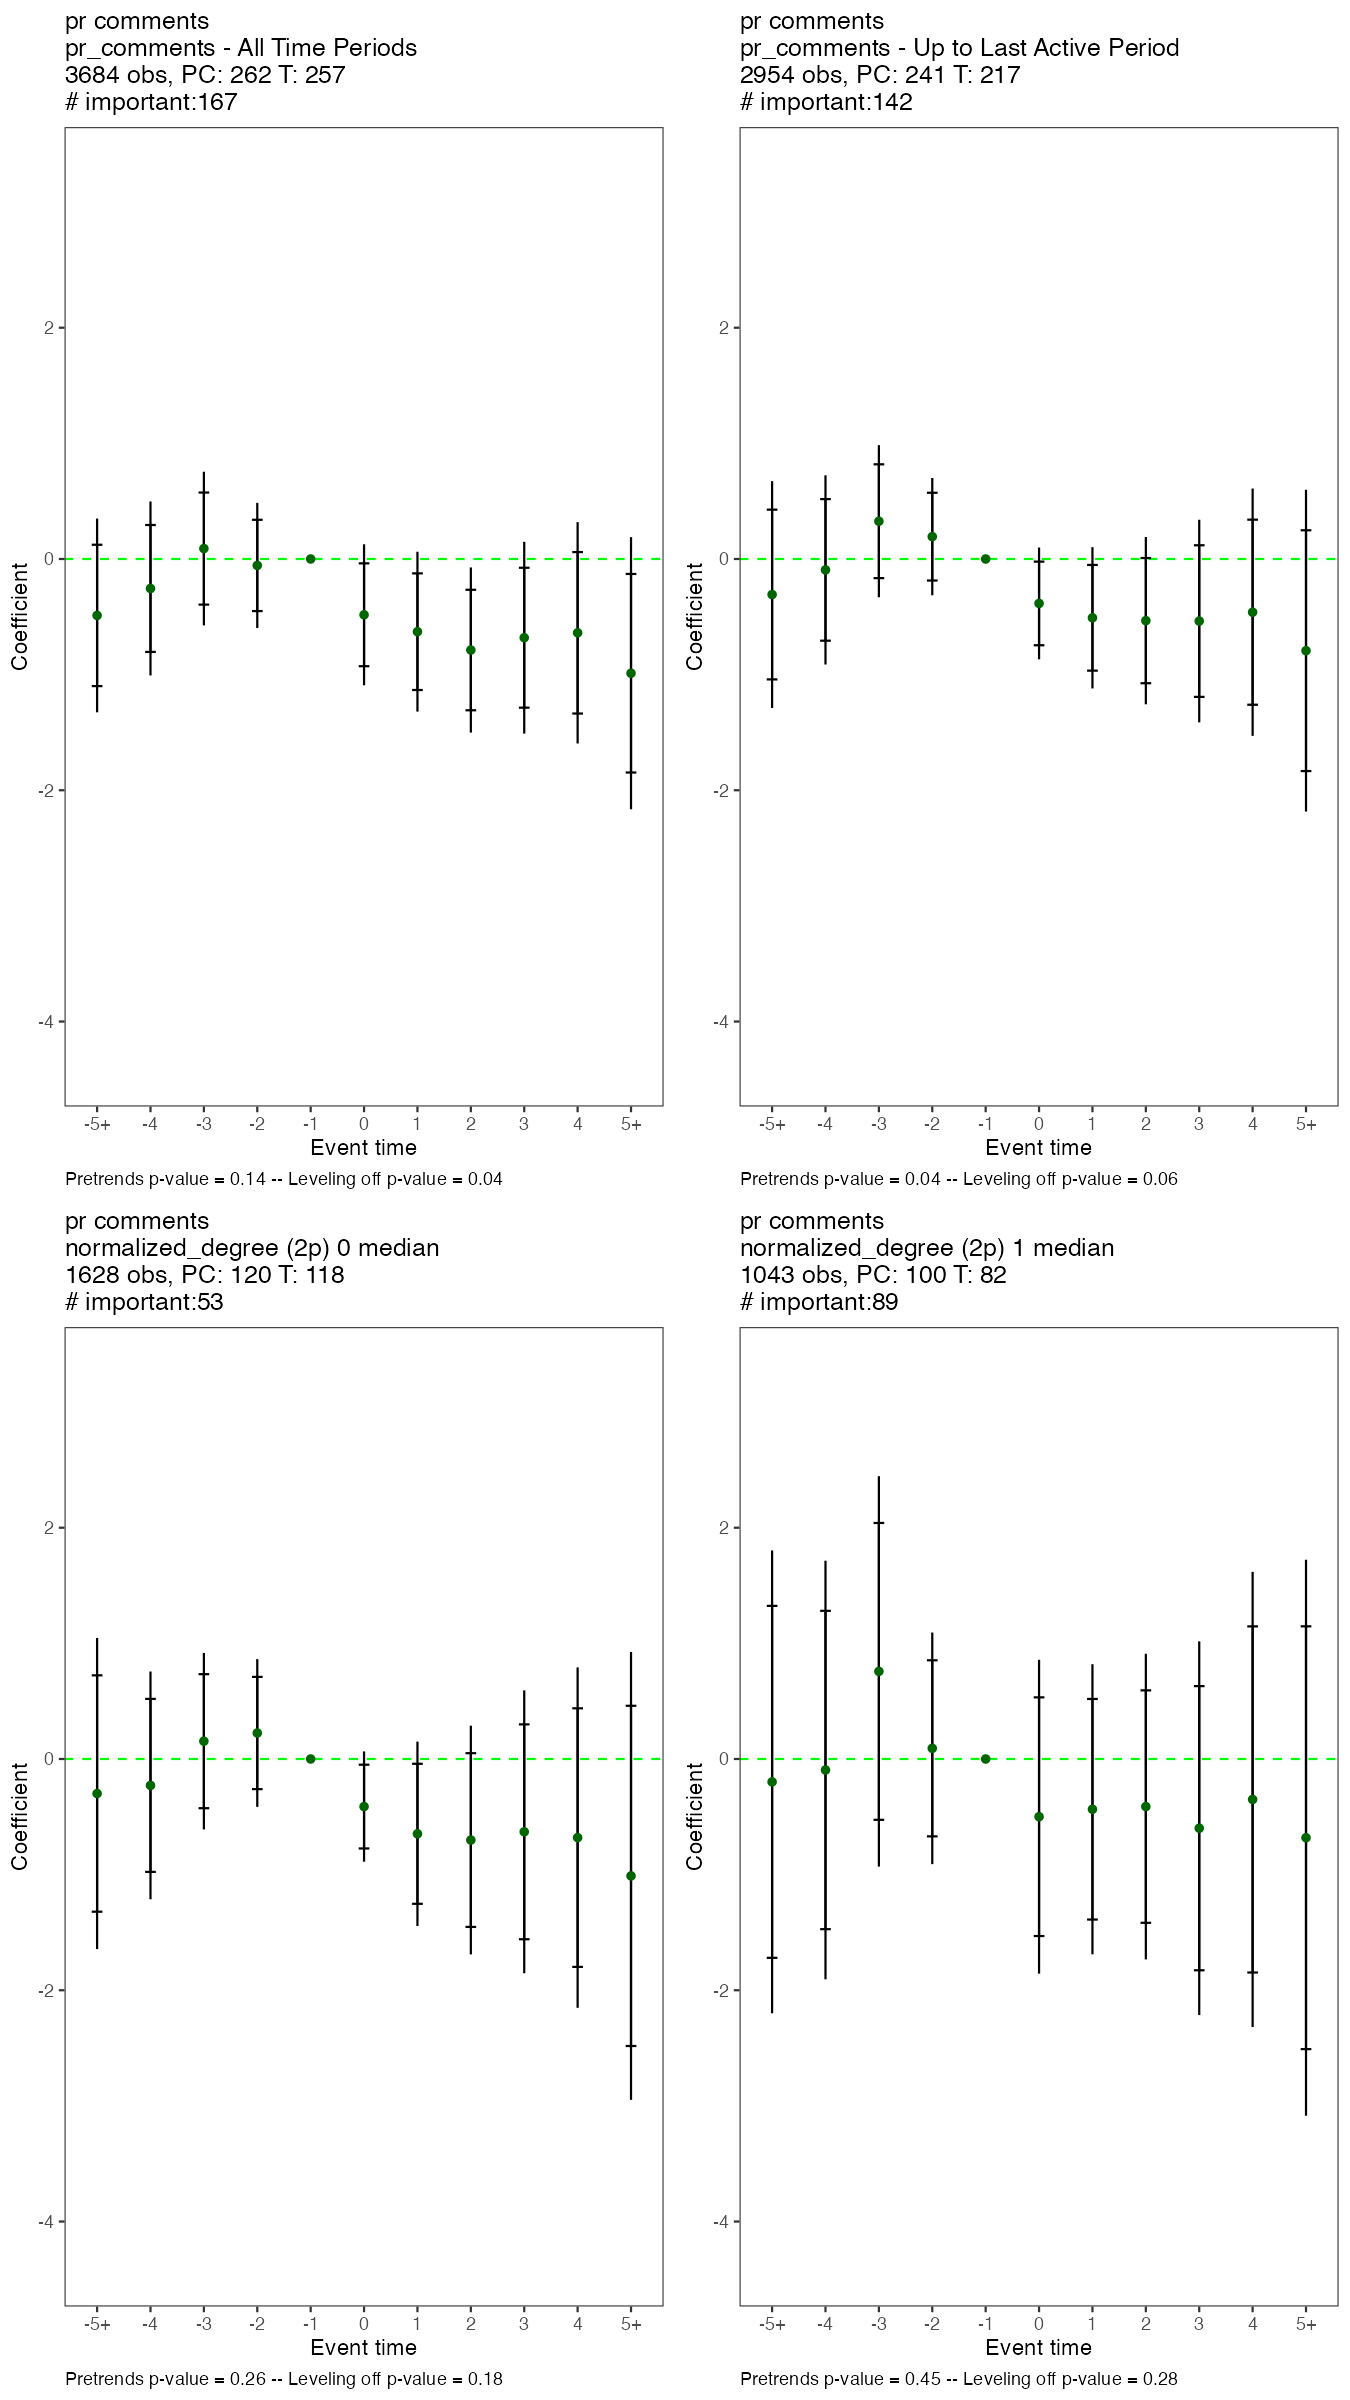 pr comments
pr_comments - All Time Periods
3684 obs, PC: 262 T: 257
# important:167
2
0
-2
-4
Coefficient
-5+ -4 -3 -2 -1 0 1 2 3 4 5+
Event time
Pretrends p-value = 0.14 -- Leveling off p-value = 0.04
pr comments
pr_comments - Up to Last Active Period
2954 obs, PC: 241 T: 217
# important:142
2
0
-2
-4
Coefficient
-5+ -4 -3 -2 -1 0 1 2 3 4 5+
Event time
Pretrends p-value = 0.04 -- Leveling off p-value = 0.06
pr comments
normalized_degree (2p) 0 median
1628 obs, PC: 120 T: 118
# important:53
2
0
-2
-4
Coefficient
-5+ -4 -3 -2 -1 0 1 2 3 4 5+
Event time
Pretrends p-value = 0.26 -- Leveling off p-value = 0.18
pr comments
normalized_degree (2p) 1 median
1043 obs, PC: 100 T: 82
# important:89
2
0
-2
-4
Coefficient
-5+ -4 -3 -2 -1 0 1 2 3 4 5+
Event time
Pretrends p-value = 0.45 -- Leveling off p-value = 0.28